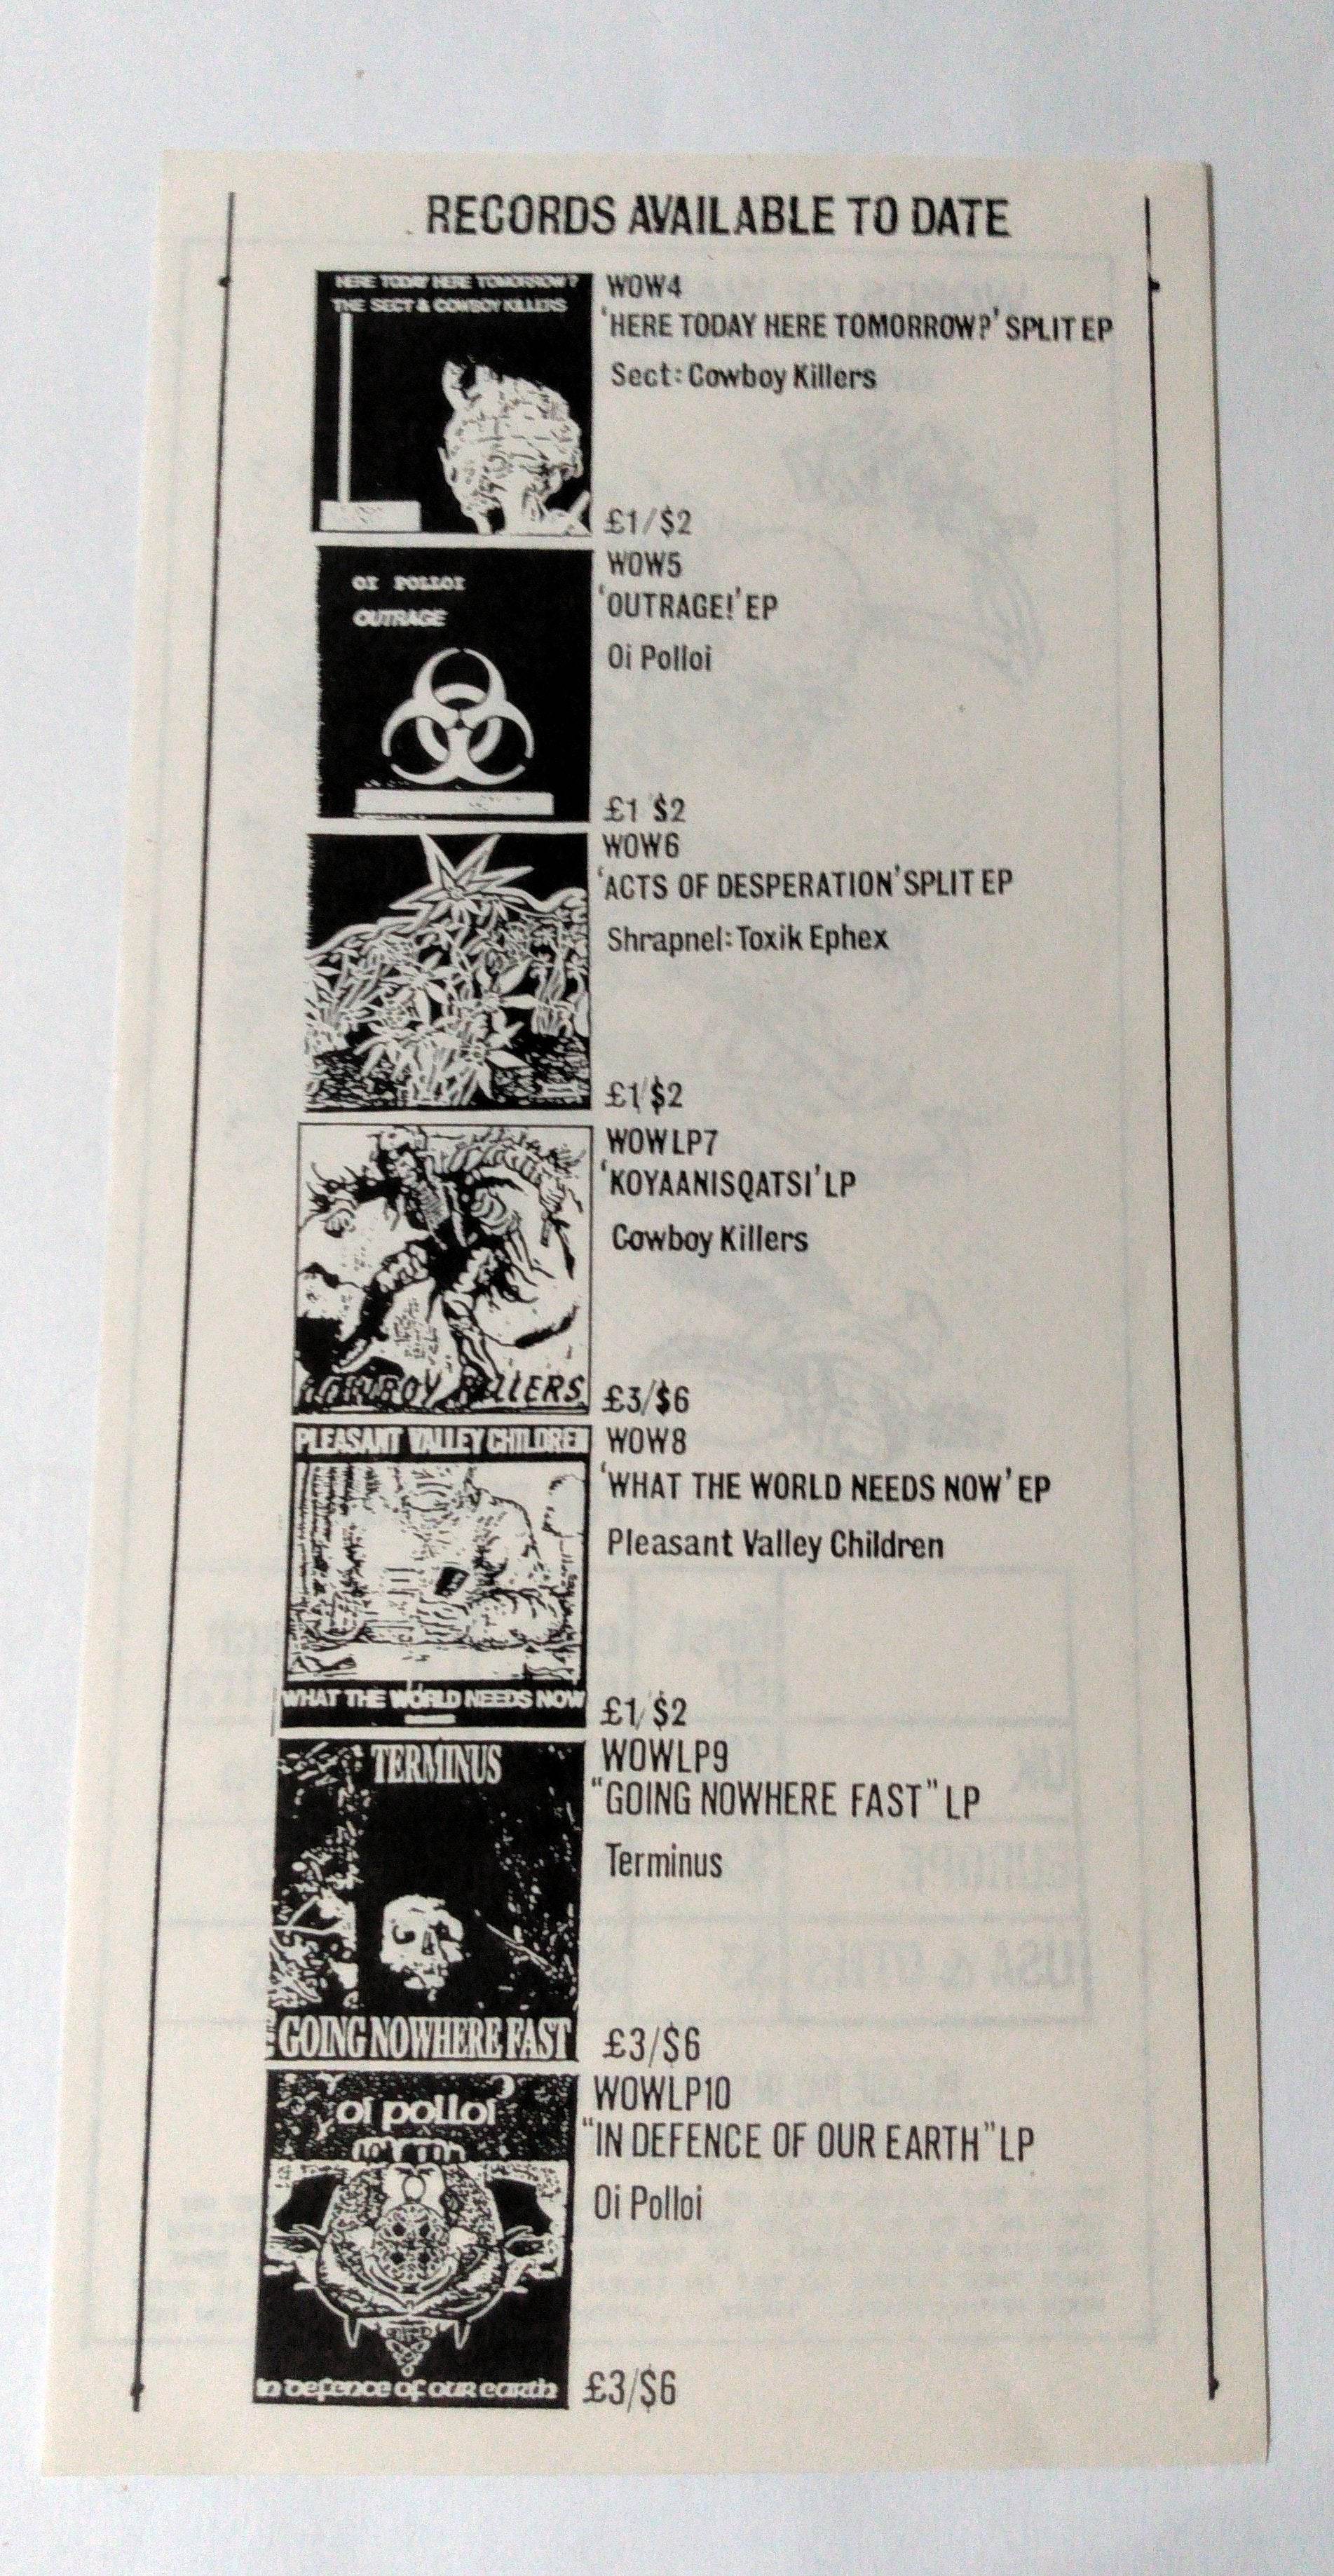 RECORDS AVAILABLE TO DATE
HERE TODAY HERE TOMORROW?
THE SECT & COWBOY KILLERS
WOW4
'HERE TODAY HERE TOMORROW?' SPLIT EP
Sect: Cowboy Killers
£1/$2
OI POLLOI
OUTRAGE
WOW5
'OUTRAGE!' EP
Oi Polloi
£1 $2
WOW6
'ACTS OF DESPERATION' SPLIT EP
Shrapnel: Toxik Ephex
£1/$2
WOWLP7
'KOYAANISQATSI' LP
Cowboy Killers
COWBOY KILLERS
£3/$6
PLEASANT VALLEY CHILDREN
WOW8
'WHAT THE WORLD NEEDS NOW' EP
Pleasant Valley Children
WHAT THE WORLD NEEDS NOW
£1/$2
TERMINUS
WOWLP9
"GOING NOWHERE FAST" LP
Terminus
GOING NOWHERE FAST
£3/$6
oi polloi
WOWLP10
"IN DEFENCE OF OUR EARTH" LP
Oi Polloi
in defence of our earth
£3/$6